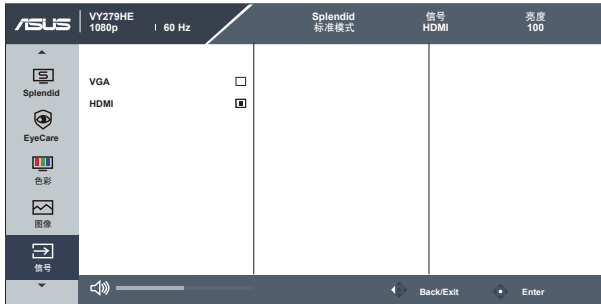 ASUS
VY279HE
1080p 60 Hz
Splendid
标准模式
信号
HDMI
亮度
100
Splendid
EyeCare
色彩
图像
信号
VGA
HDMI
Back/Exit
Enter